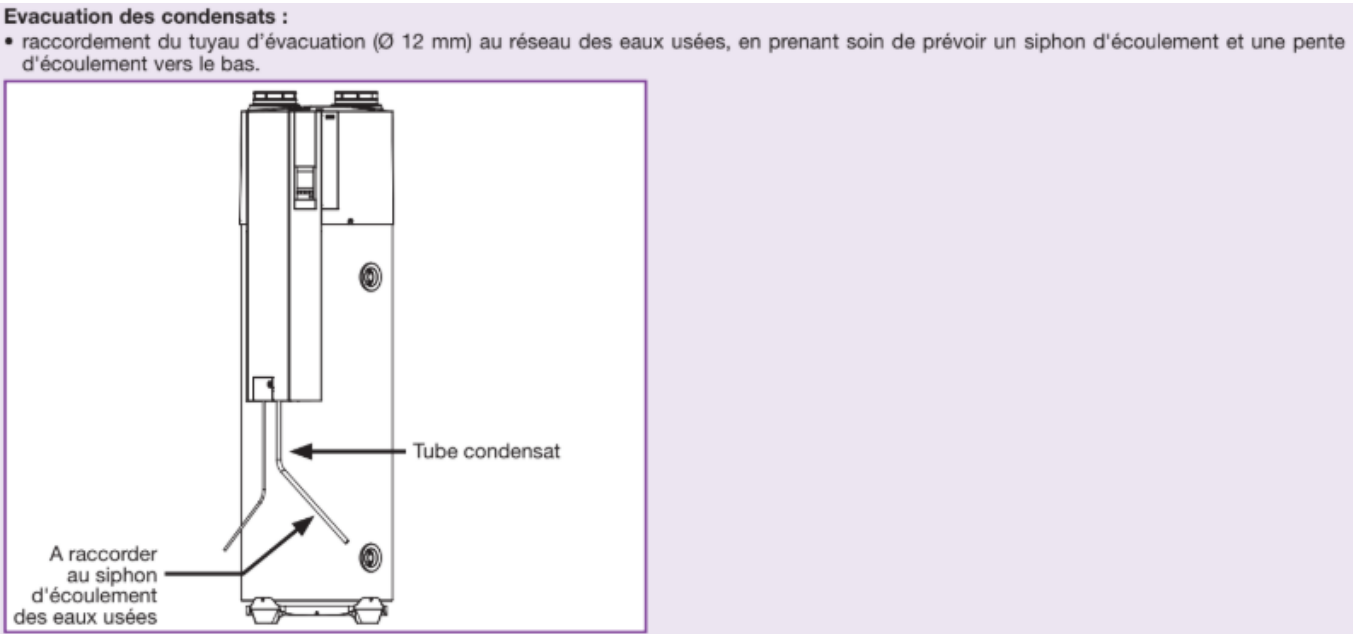 Evacuation des condensats :
• raccordement du tuyau d'évacuation (Ø 12 mm) au réseau des eaux usées, en prenant soin de prévoir un siphon d'écoulement et une pente
d'écoulement vers le bas.
Tube condensat
A raccorder
au siphon
d'écoulement
des eaux usées